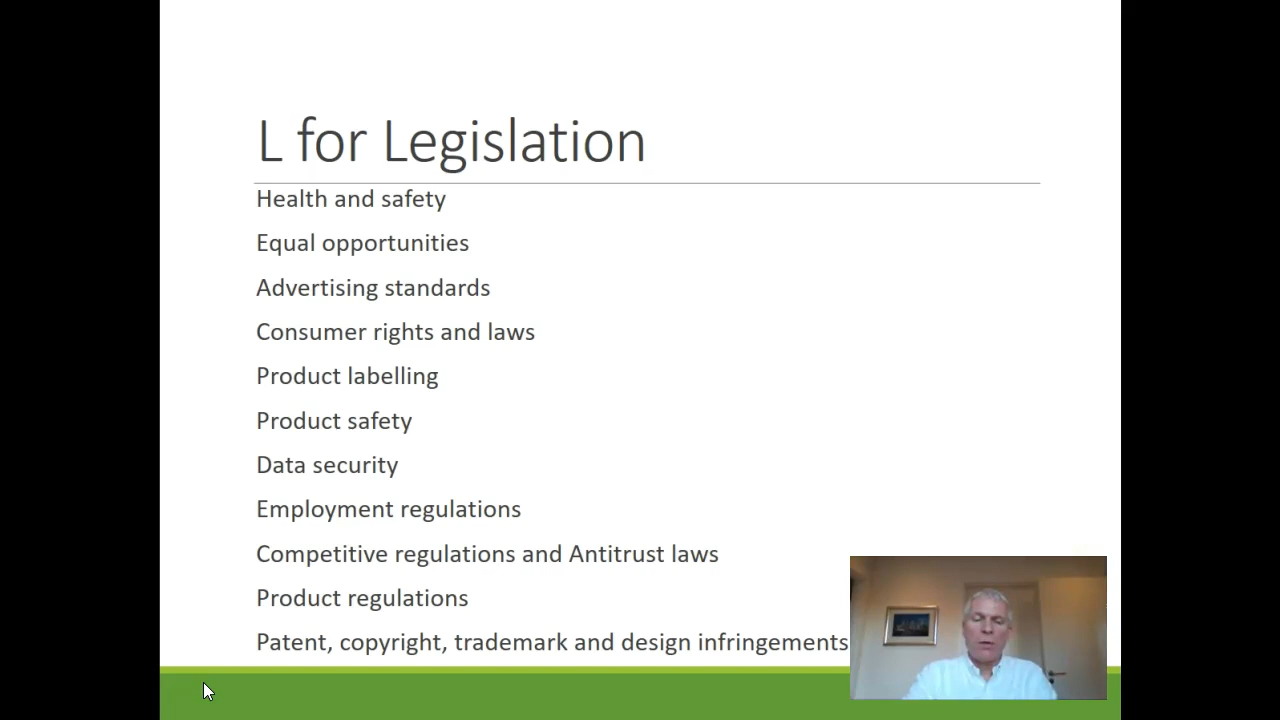 L for Legislation
Health and safety
Equal opportunities
Advertising standards
Consumer rights and laws
Product labelling
Product safety
Data security
Employment regulations
Competitive regulations and Antitrust laws
Product regulations
Patent, copyright, trademark and design infringements